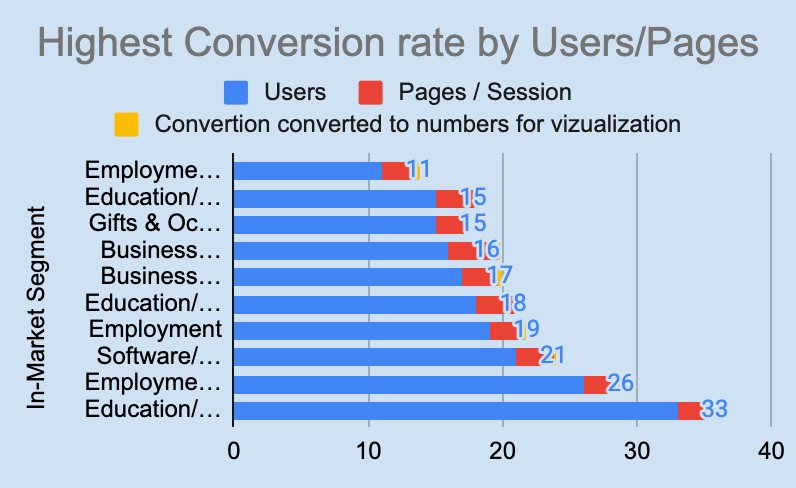 Highest Conversion rate by Users/Pages
Users Pages / Session
Convertion converted to numbers for vizualization
In-Market Segment
Employme… 11
Education/… 15
Gifts & Oc… 15
Business… 16
Business… 17
Education/… 18
Employment 19
Software/… 21
Employme… 26
Education/… 33
0 10 20 30 40